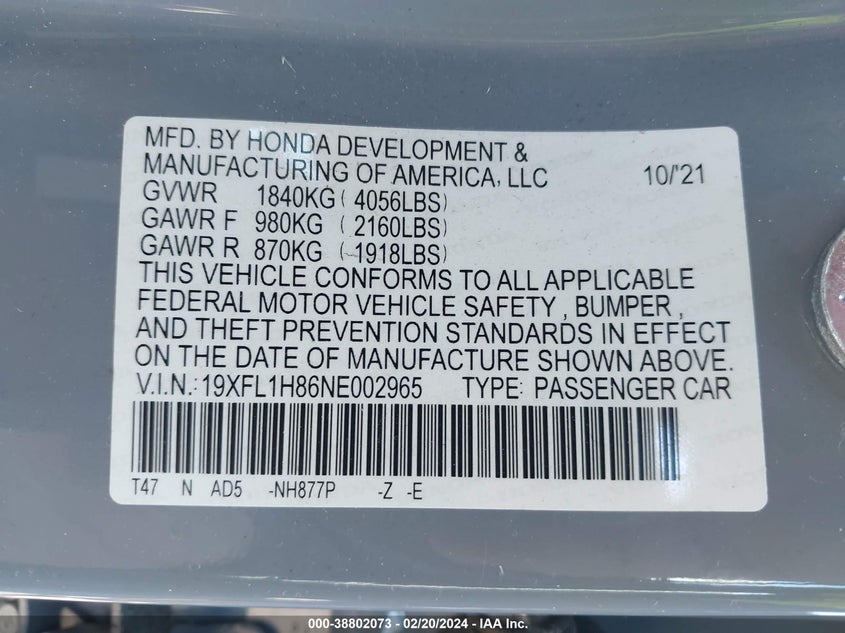 MFD. BY HONDA DEVELOPMENT &
MANUFACTURING OF AMERICA, LLC 10/'21
GVWR 1840KG ( 4056LBS)
GAWR F 980KG ( 2160LBS)
GAWR R 870KG ( 1918LBS)
THIS VEHICLE CONFORMS TO ALL APPLICABLE
FEDERAL MOTOR VEHICLE SAFETY , BUMPER ,
AND THEFT PREVENTION STANDARDS IN EFFECT
ON THE DATE OF MANUFACTURE SHOWN ABOVE.
V.I.N.: 19XFL1H86NE002965 TYPE: PASSENGER CAR
T47 N AD5 -NH877P -Z -E
000-38802073 - 02/20/2024 - IAA Inc.